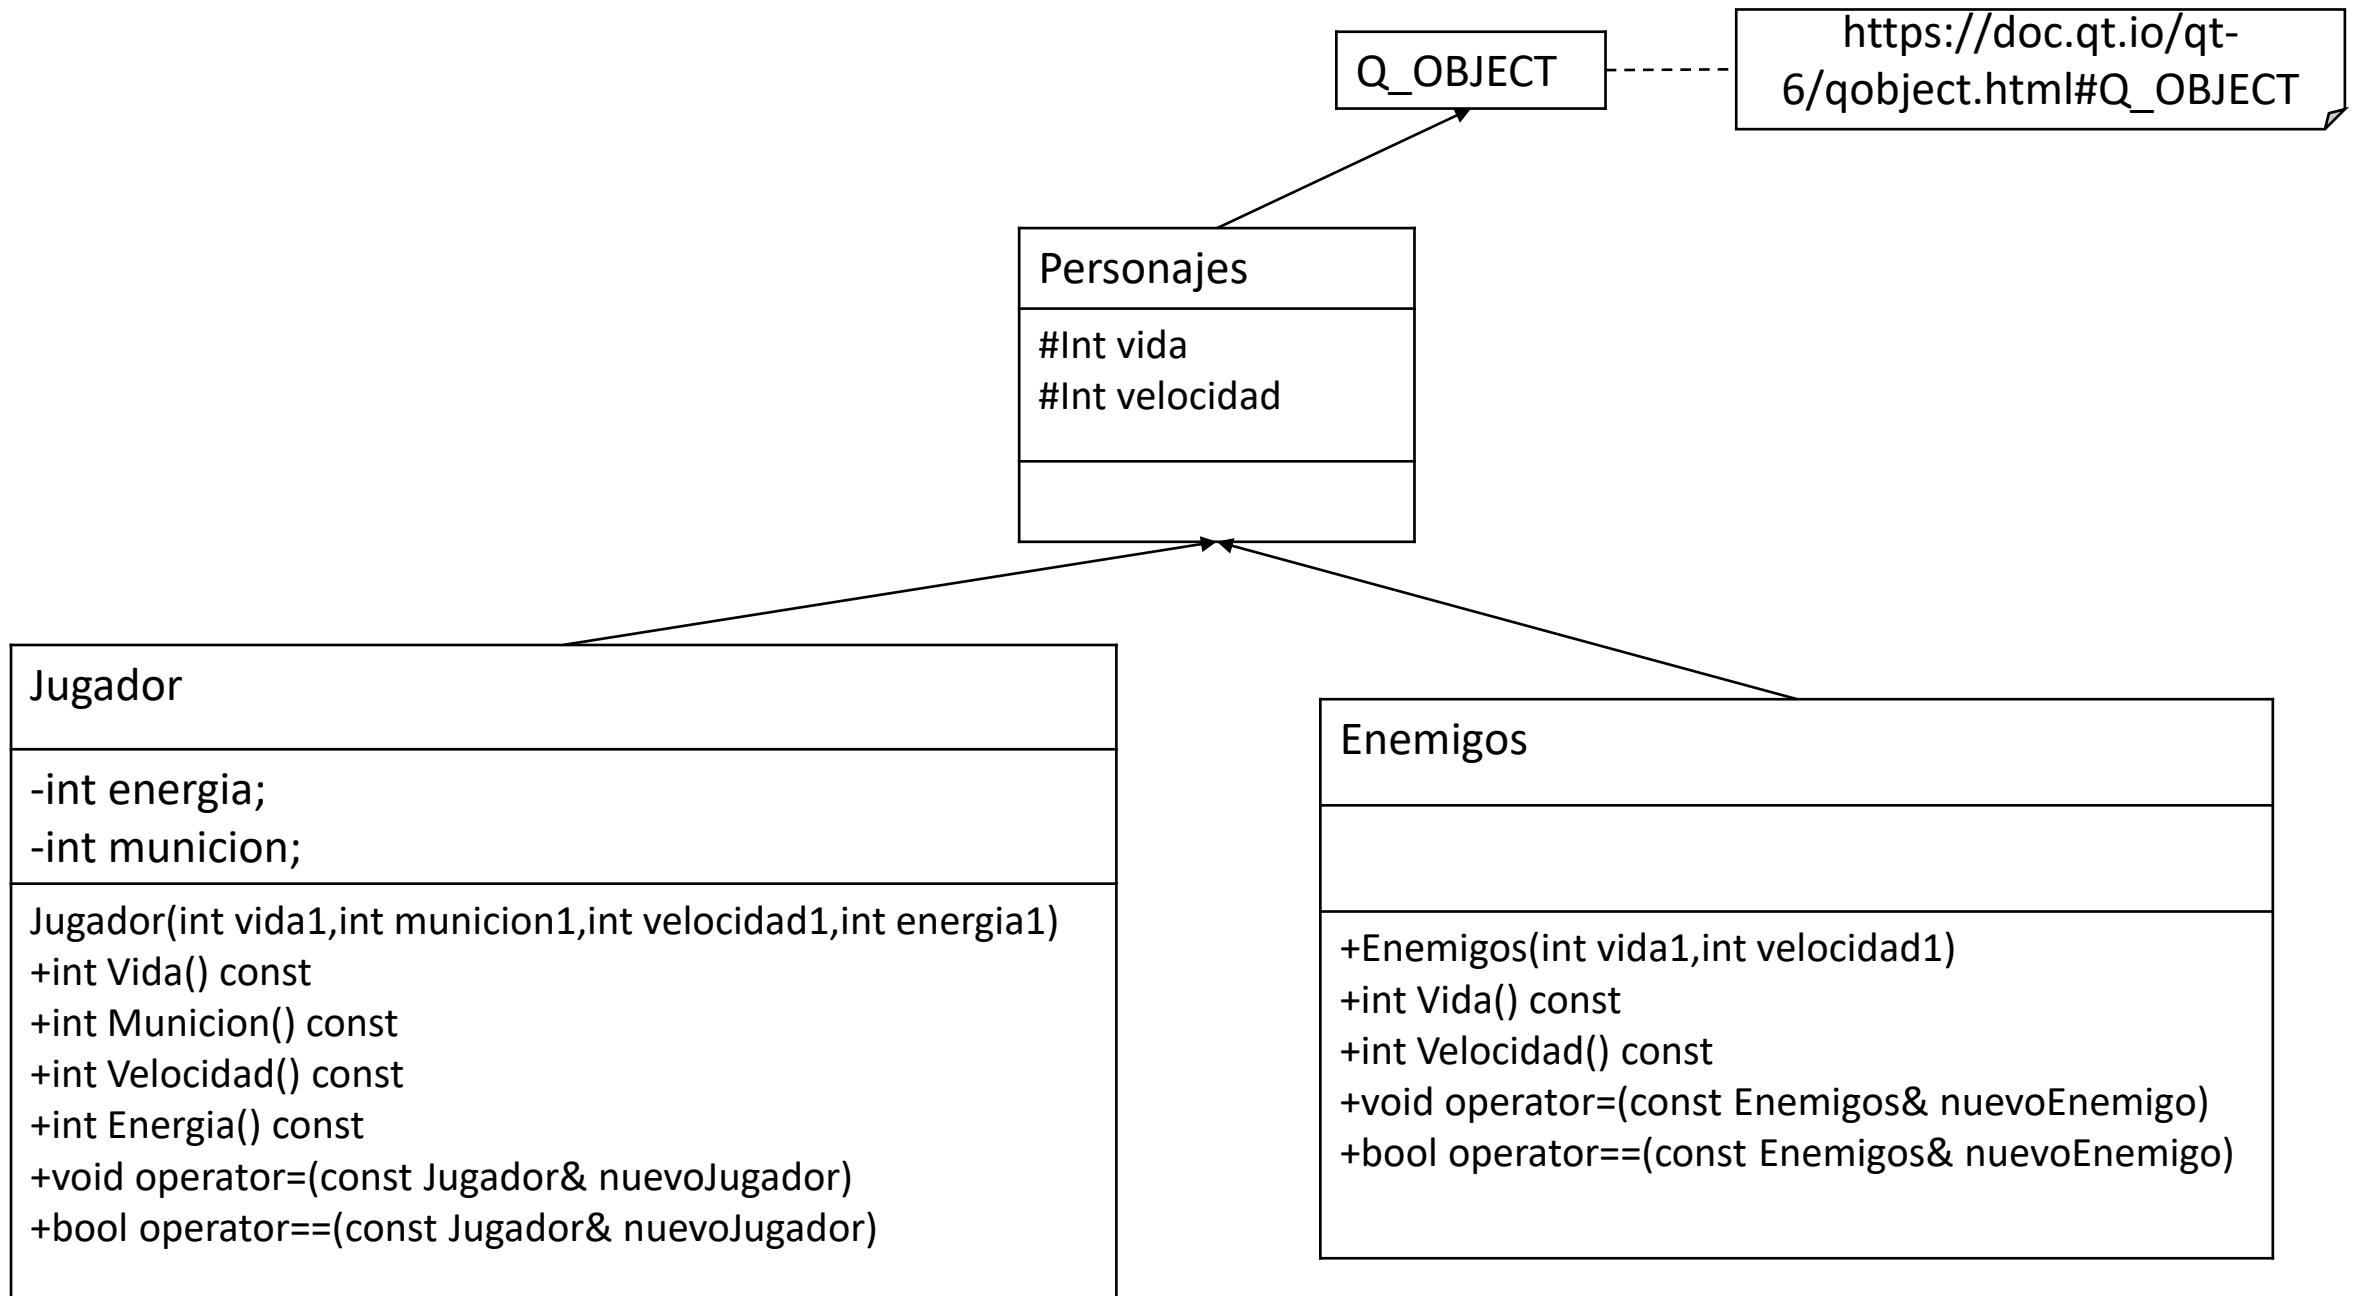 Q_OBJECT
https://doc.qt.io/qt-
6/qobject.html#Q_OBJECT
Personajes
#Int vida
#Int velocidad
Jugador
-int energia;
-int municion;
Jugador(int vida1,int municion1,int velocidad1,int energia1)
+int Vida() const
+int Municion() const
+int Velocidad() const
+int Energia() const
+void operator=(const Jugador& nuevoJugador)
+bool operator==(const Jugador& nuevoJugador)
Enemigos
+Enemigos(int vida1,int velocidad1)
+int Vida() const
+int Velocidad() const
+void operator=(const Enemigos& nuevoEnemigo)
+bool operator==(const Enemigos& nuevoEnemigo)